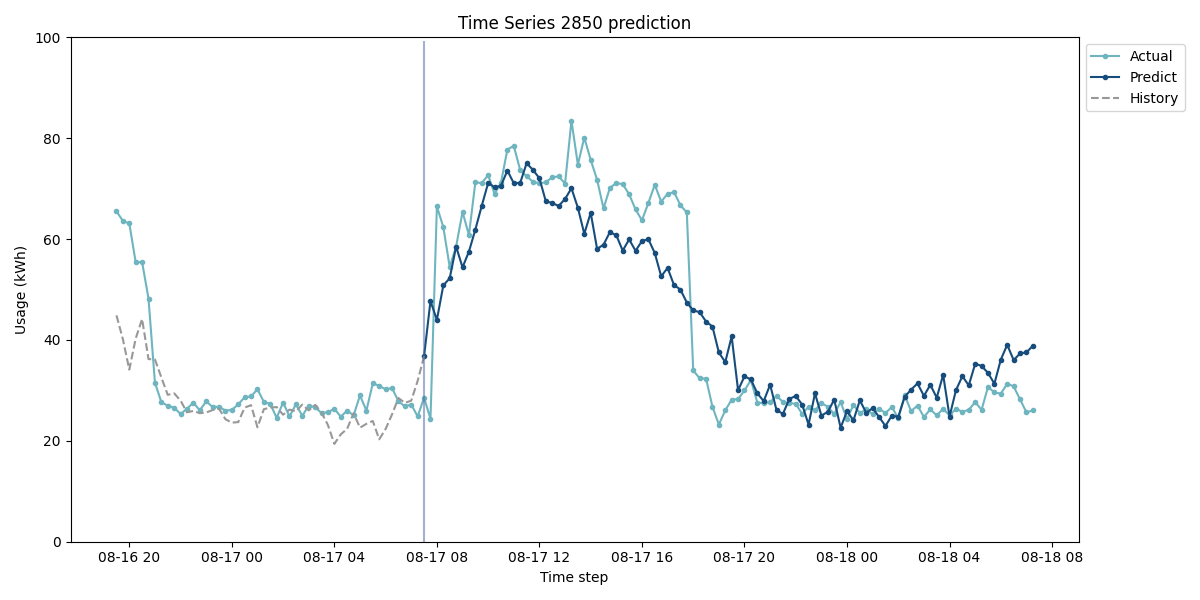 Time Series 2850 prediction
100
80
60
40
20
0
Usage (kWh)
08-16 20
08-17 00
08-17 04
08-17 08
08-17 12
08-17 16
08-17 20
08-18 00
08-18 04
08-18 08
Time step
Actual
Predict
History